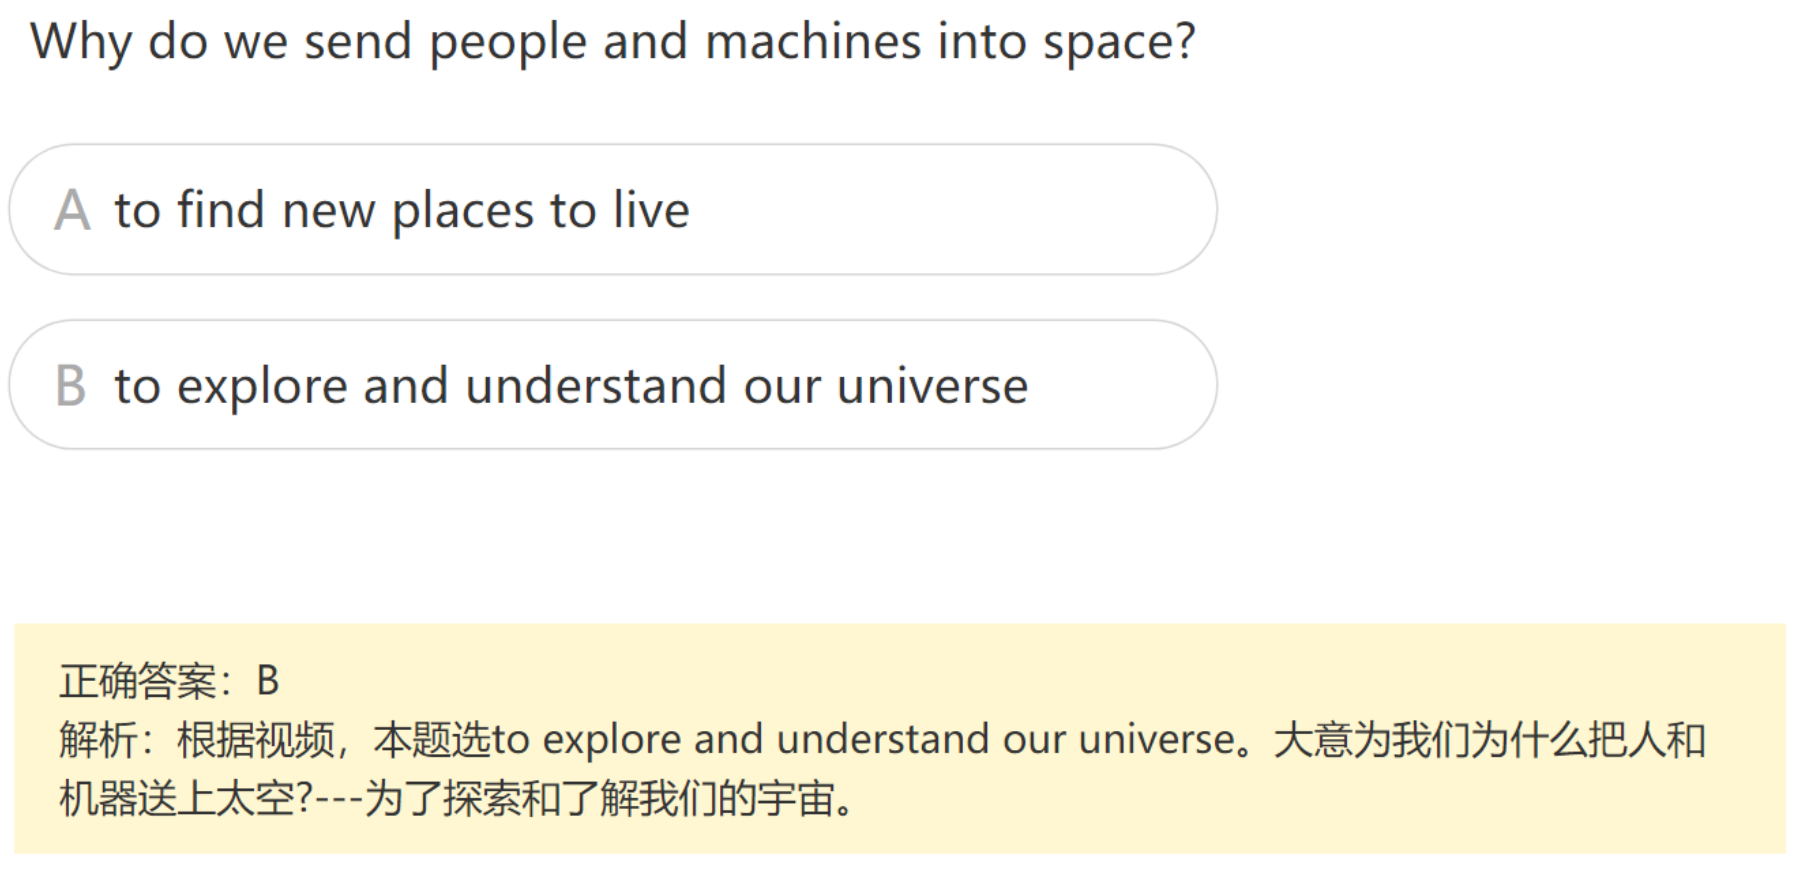 Why do we send people and machines into space?
A to find new places to live
B to explore and understand our universe
正确答案：B
解析：根据视频，本题选to explore and understand our universe。大意为我们为什么把人和
机器送上太空?---为了探索和了解我们的宇宙。